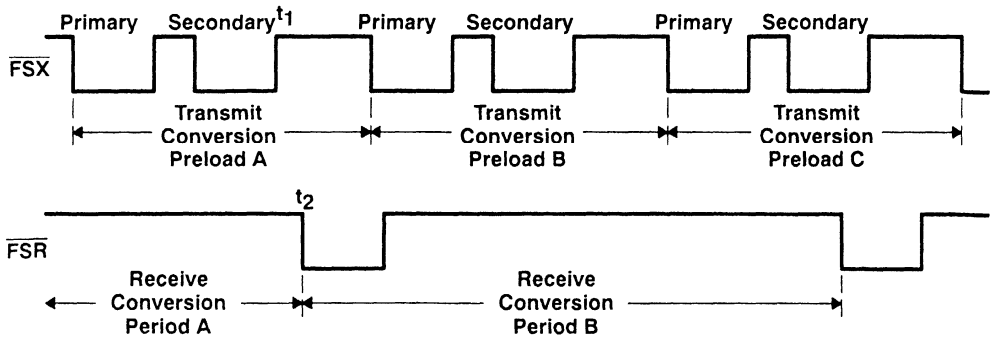 Primary Secondary t1 Primary Secondary Primary Secondary
FSX
Transmit Conversion Preload A
Transmit Conversion Preload B
Transmit Conversion Preload C
t2
FSR
Receive Conversion Period A
Receive Conversion Period B